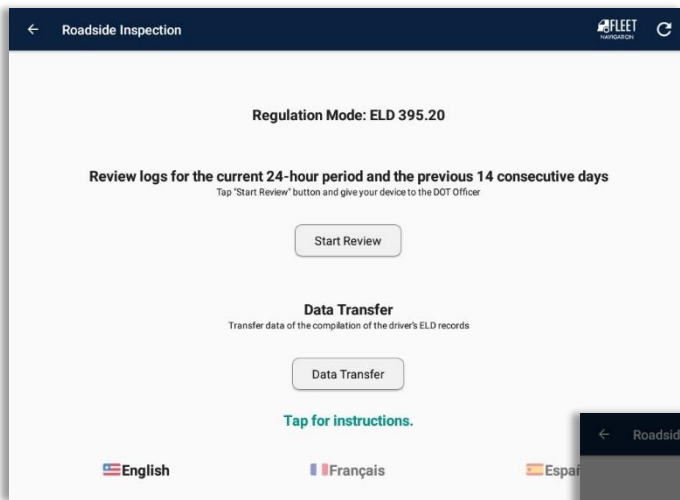 Roadside Inspection
FLEET
NAVIGATION
Regulation Mode: ELD 395.20
Review logs for the current 24-hour period and the previous 14 consecutive days
Tap "Start Review" button and give your device to the DOT Officer
Start Review
Data Transfer
Transfer data of the compilation of the driver's ELD records
Data Transfer
Tap for instructions.
English
Français
Españ
Roadsid